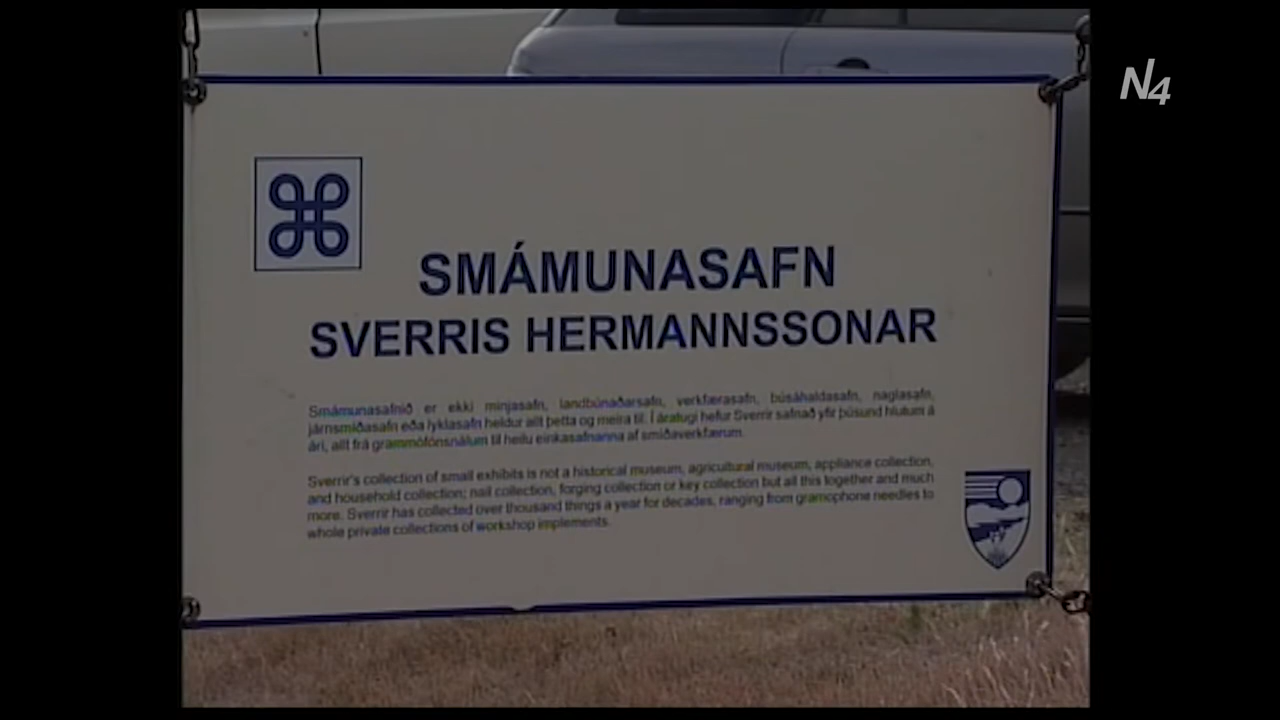 N4
SMÁMUNASAFN
SVERRIS HERMANNSSONAR
Smámunasafnið er ekki minjasafn, landbúnaðarsafn, verkfærasafn, búsáhaldasafn, naglasafn,
járnsmíðasafn eða lyklasafn heldur allt þetta og meira til. Í áratugi hefur Sverrir safnað yfir þúsund hlutum á
ári, allt frá grammófónsnálum til heilu einkasafnanna af smíðaverkfærum.
Sverrir's collection of small exhibits is not a historical museum, agricultural museum, appliance collection,
and household collection; nail collection, forging collection or key collection but all this together and much
more. Sverrir has collected over thousand things a year for decades, ranging from gramophone needles to
whole private collections of workshop implements.